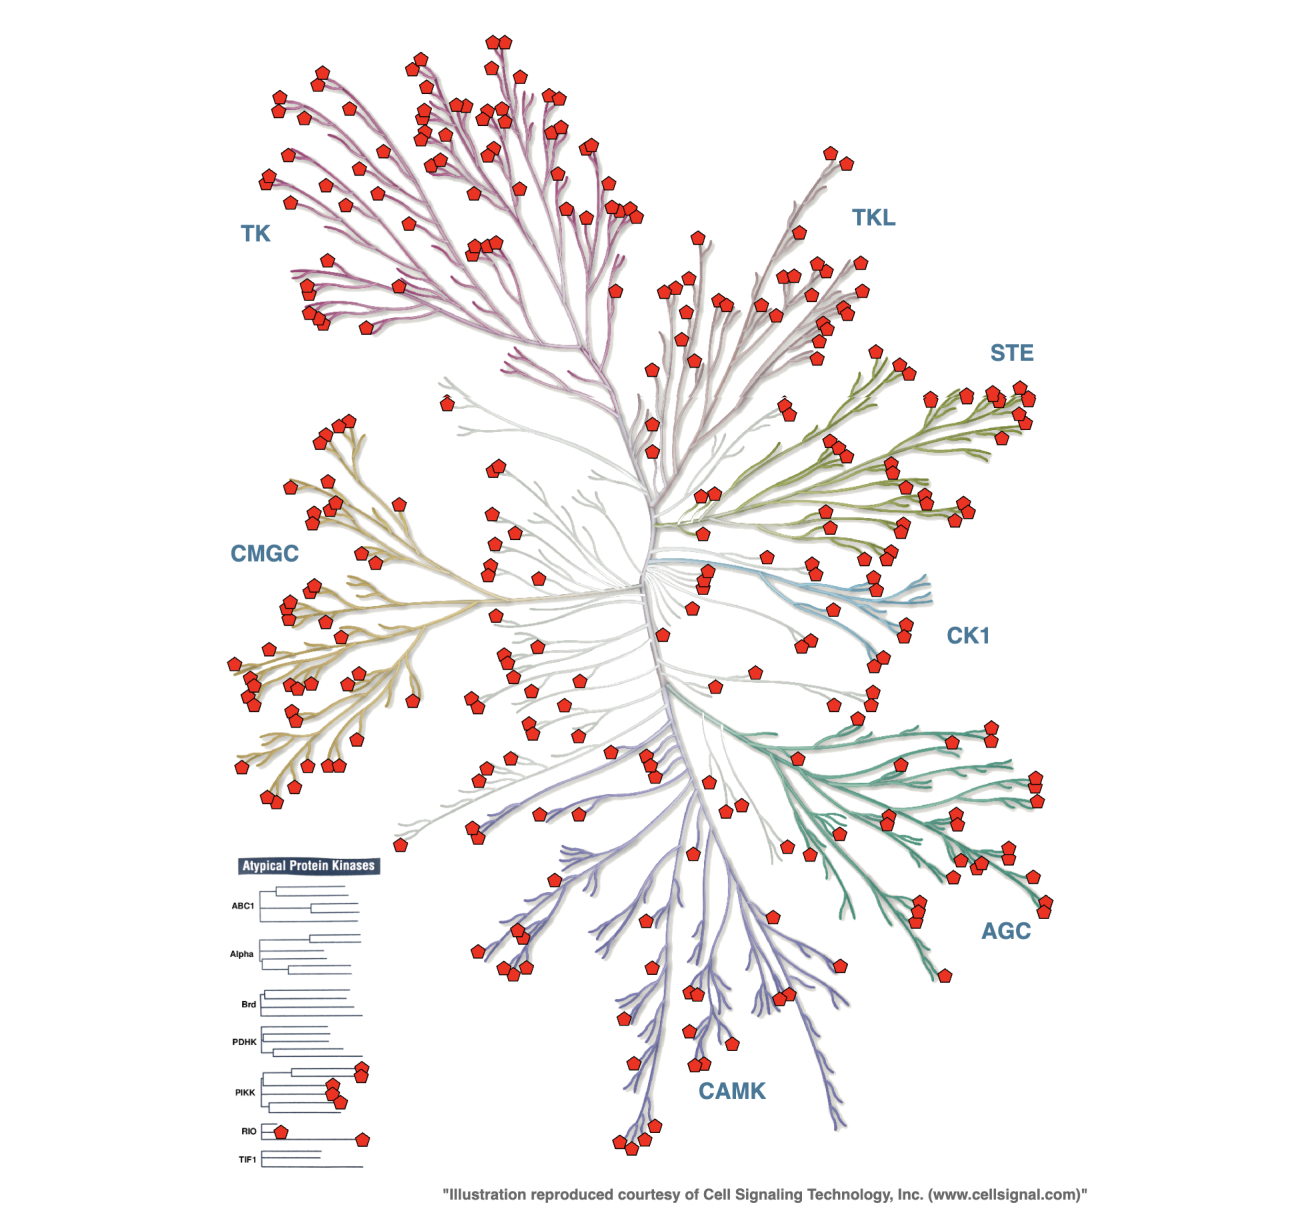 TK
TKL
STE
CMGC
CK1
AGC
CAMK
Atypical Protein Kinases
ABC1
Alpha
Brd
PDHK
PIKK
RIO
TIF1
"Illustration reproduced courtesy of Cell Signaling Technology, Inc. (www.cellsignal.com)"